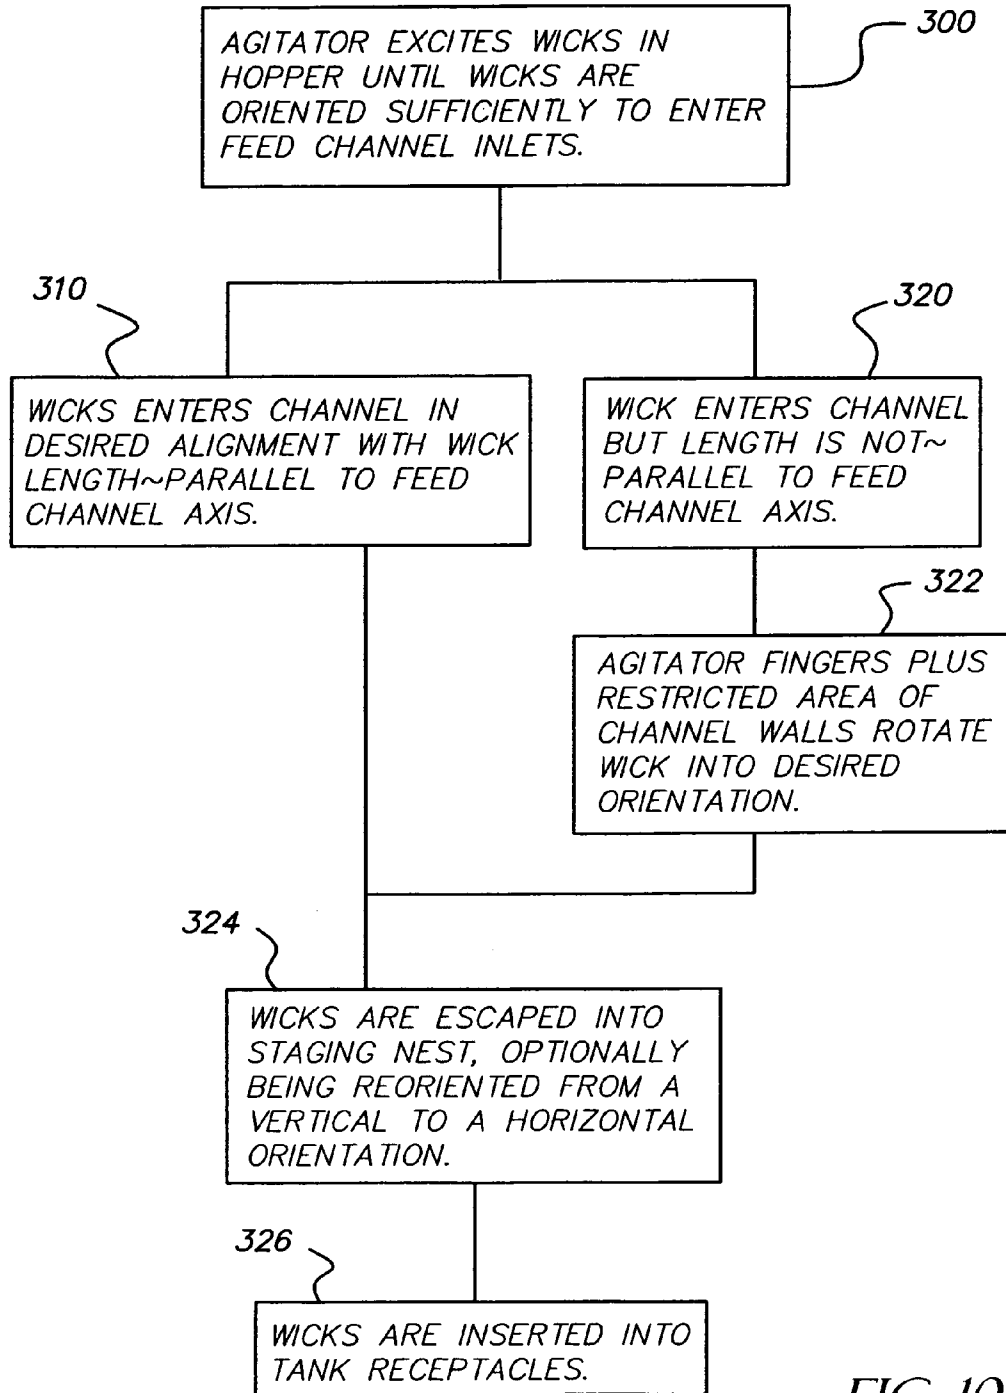 300
AGITATOR EXCITES WICKS IN
HOPPER UNTIL WICKS ARE
ORIENTED SUFFICIENTLY TO ENTER
FEED CHANNEL INLETS.
310
320
WICKS ENTERS CHANNEL IN
DESIRED ALIGNMENT WITH WICK
LENGTH~PARALLEL TO FEED
CHANNEL AXIS.
WICK ENTERS CHANNEL
BUT LENGTH IS NOT~
PARALLEL TO FEED
CHANNEL AXIS.
322
AGITATOR FINGERS PLUS
RESTRICTED AREA OF
CHANNEL WALLS ROTATE
WICK INTO DESIRED
ORIENTATION.
324
WICKS ARE ESCAPED INTO
STAGING NEST, OPTIONALLY
BEING REORIENTED FROM A
VERTICAL TO A HORIZONTAL
ORIENTATION.
326
WICKS ARE INSERTED INTO
TANK RECEPTACLES.
FIG. 10